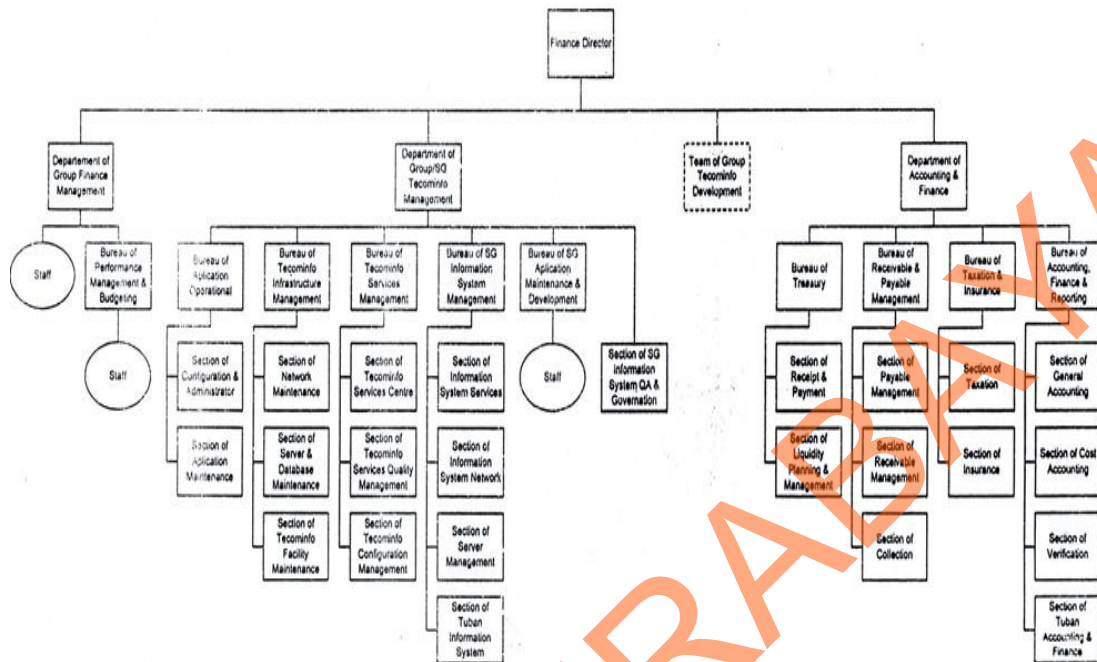 Finance Director
Departement of
Group Finance
Management
Department of
Group/SG
Tecominfo
Management
Team of Group
Tecominfo
Development
Department of
Accounting &
Finance
Staff
Bureau of
Performance
Management &
Budgeting
Bureau of
Aplication
Operational
Bureau of
Tecominfo
Infrastructure
Management
Bureau of
Tecominfo
Services
Management
Bureau of SG
Information
System
Management
Bureau of SG
Aplication
Maintenance &
Development
Bureau of
Treasury
Bureau of
Receivable &
Payable
Management
Bureau of
Taxation &
Insurance
Bureau of
Accounting,
Finance &
Reporting
Staff
Section of
Configuration &
Administrator
Section of
Network
Maintenance
Section of
Tecominfo
Services Centre
Section of
Information
System Services
Staff
Section of SG
Information
System QA &
Governation
Section of
Receipt &
Payment
Section of
Payable
Management
Section of
Taxation
Section of
General
Accounting
Section of
Aplication
Maintenance
Section of
Server &
Database
Maintenance
Section of
Tecominfo
Services Quality
Management
Section of
Information
System Network
Section of
Liquidity
Planning &
Management
Section of
Receivable
Management
Section of
Insurance
Section of Cost
Accounting
Section of
Tecominfo
Facility
Maintenance
Section of
Tecominfo
Configuration
Management
Section of
Server
Management
Section of
Collection
Section of
Verification
Section of
Tuban
Information
System
Section of
Tuban
Accounting &
Finance
RABAYA